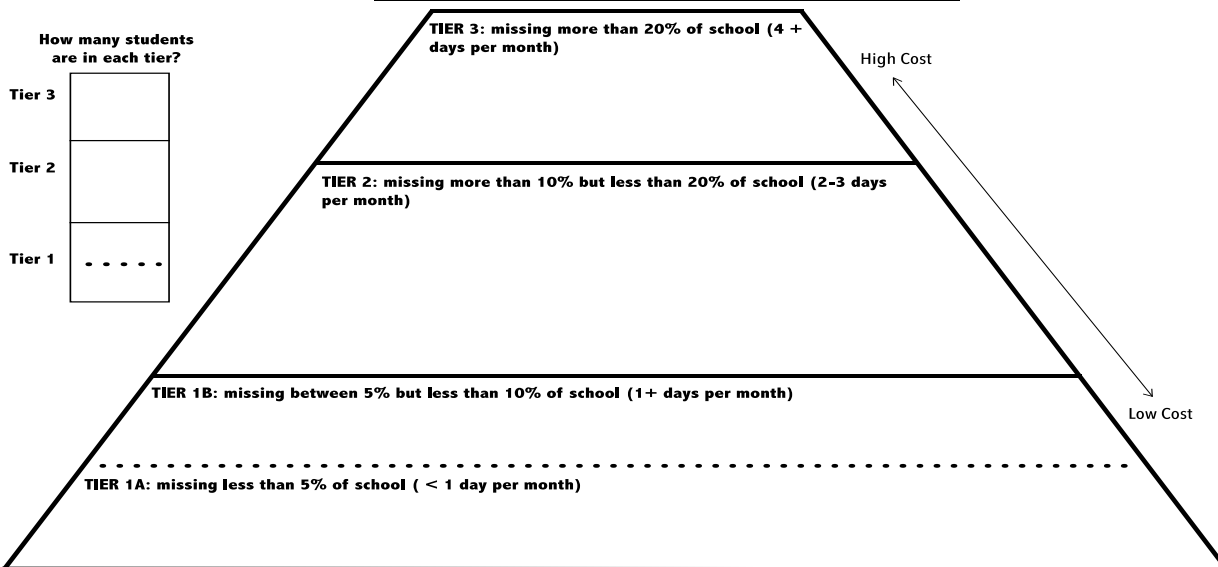 How many students
are in each tier?
Tier 3
Tier 2
Tier 1
TIER 3: missing more than 20% of school (4 +
days per month)
High Cost
TIER 2: missing more than 10% but less than 20% of school (2-3 days
per month)
TIER 1B: missing between 5% but less than 10% of school (1+ days per month)
Low Cost
TIER 1A: missing less than 5% of school ( < 1 day per month)